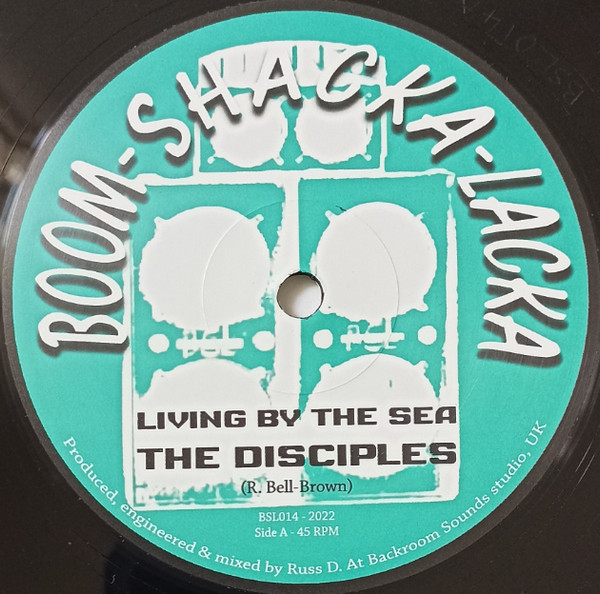 BOOM-SHACKA-LACKA
LIVING BY THE SEA
THE DISCIPLES
(R. Bell-Brown)
BSL014 - 2022
Side A - 45 RPM
Produced, engineered & mixed by Russ D. At Backroom Sounds studio, UK